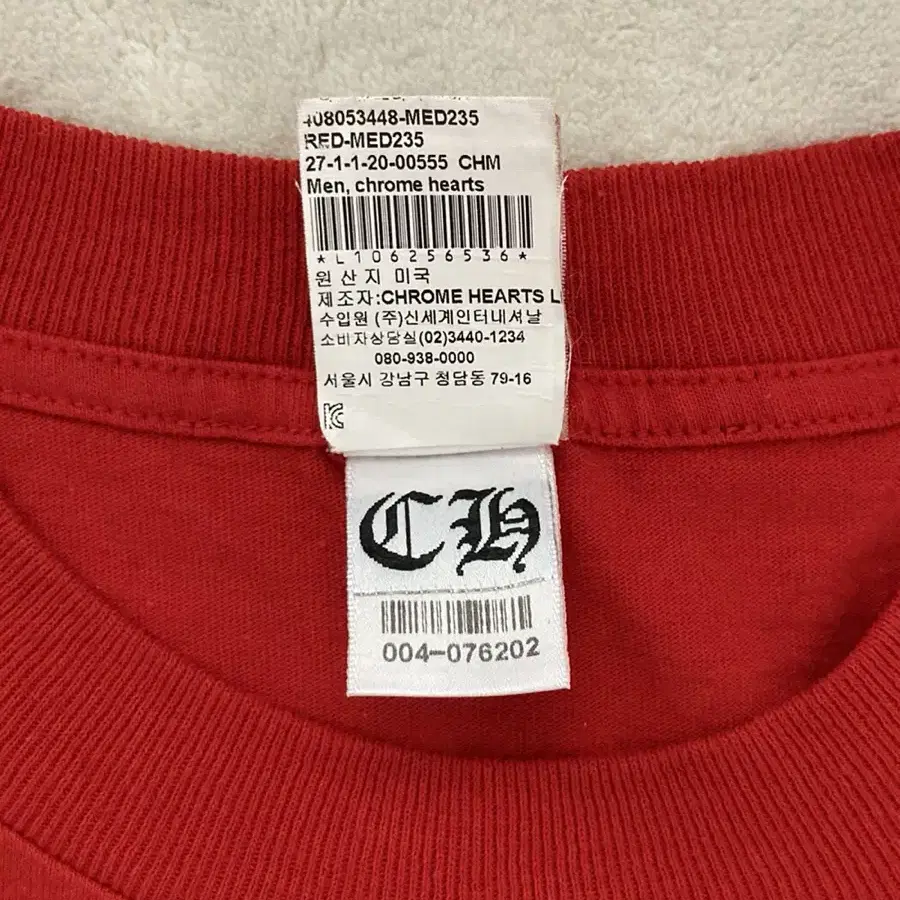 408053448-MED235
RED-MED235
27-1-1-20-00555 CHM
Men, chrome hearts
*L106256536*
원산지 미국
제조자:CHROME HEARTS L
수입원 (주)신세계인터내셔날
소비자상담실(02)3440-1234
080-938-0000
서울시 강남구 청담동 79-16
CH
004-076202